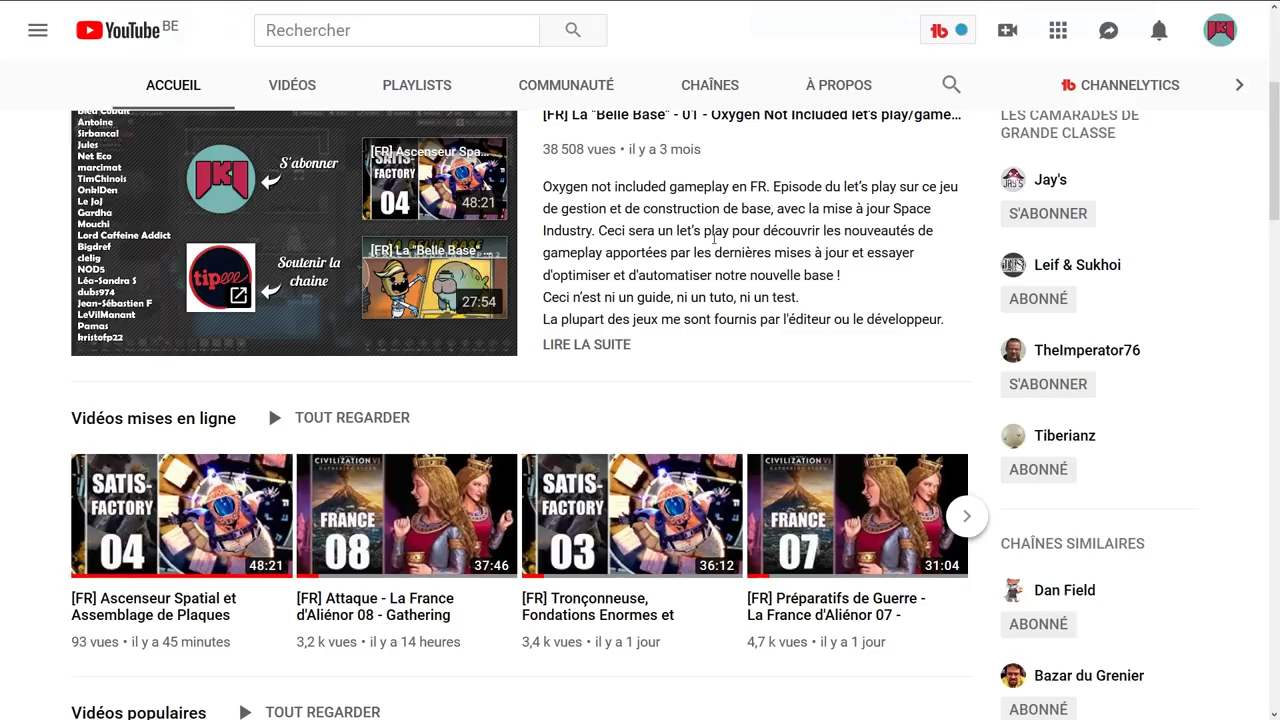 YouTube BE
Rechercher
ACCUEIL
VIDÉOS
PLAYLISTS
COMMUNAUTÉ
CHAÎNES
À PROPOS
CHANNELYTICS
Antoine
Sirbancal
Jules
Net Eco
marcimat
TimChinois
OnklDen
Le JoJ
Gardha
Mouchi
Lord Caffeine Addict
Bigdref
clelig
NOD5
Léa-Sandra S
dubs974
Jean-Sébastien F
LeVilManant
Pamas
kristofp22
S'abonner
tipeee
Soutenir la
chaine
[FR] Ascenseur Spa...
SATIS-
FACTORY
04
48:21
[FR] La "Belle Base"...
27:54
[FR] La "Belle Base" - 01 - Oxygen Not Included let's play/game...
38 508 vues • il y a 3 mois
Oxygen not included gameplay en FR. Episode du let's play sur ce jeu
de gestion et de construction de base, avec la mise à jour Space
Industry. Ceci sera un let's play pour découvrir les nouveautés de
gameplay apportées par les dernières mises à jour et essayer
d'optimiser et d'automatiser notre nouvelle base !
Ceci n'est ni un guide, ni un tuto, ni un test.
La plupart des jeux me sont fournis par l'éditeur ou le développeur.
LIRE LA SUITE
Vidéos mises en ligne
TOUT REGARDER
SATIS-
FACTORY
04
48:21
[FR] Ascenseur Spatial et
Assemblage de Plaques
93 vues • il y a 45 minutes
CIVILIZATION VI
GATHERING STORM
FRANCE
08
37:46
[FR] Attaque - La France
d'Aliénor 08 - Gathering
3,2 k vues • il y a 14 heures
SATIS-
FACTORY
03
36:12
[FR] Tronçonneuse,
Fondations Enormes et
3,4 k vues • il y a 1 jour
CIVILIZATION VI
GATHERING STORM
FRANCE
07
31:04
[FR] Préparatifs de Guerre -
La France d'Aliénor 07 -
4,7 k vues • il y a 1 jour
Vidéos populaires
TOUT REGARDER
LES CAMARADES DE
GRANDE CLASSE
Jay's
S'ABONNER
Leif & Sukhoi
ABONNÉ
TheImperator76
S'ABONNER
Tiberianz
ABONNÉ
CHAÎNES SIMILAIRES
Dan Field
ABONNÉ
Bazar du Grenier
ABONNÉ